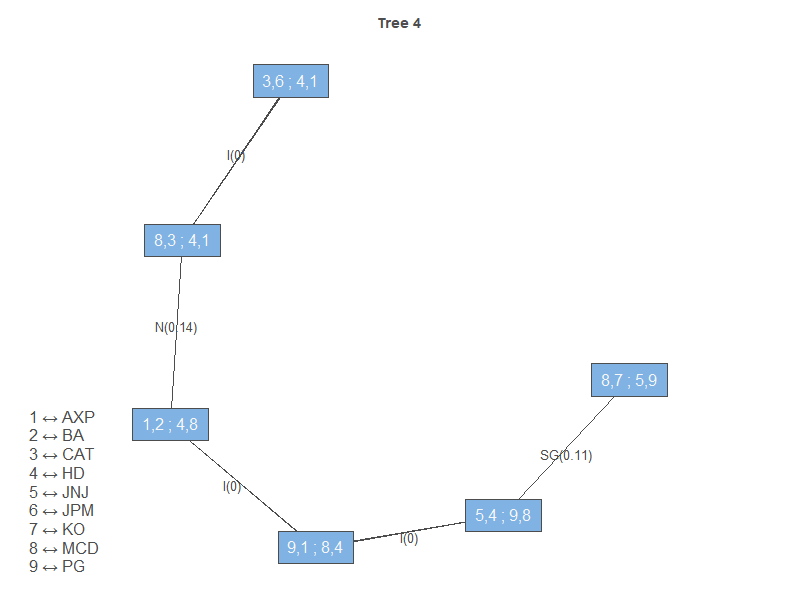 Tree 4
3,6 ; 4,1
I(0)
8,3 ; 4,1
N(0.14)
8,7 ; 5,9
1,2 ; 4,8
SG(0.11)
I(0)
5,4 ; 9,8
I(0)
9,1 ; 8,4
1 ↔ AXP
2 ↔ BA
3 ↔ CAT
4 ↔ HD
5 ↔ JNJ
6 ↔ JPM
7 ↔ KO
8 ↔ MCD
9 ↔ PG